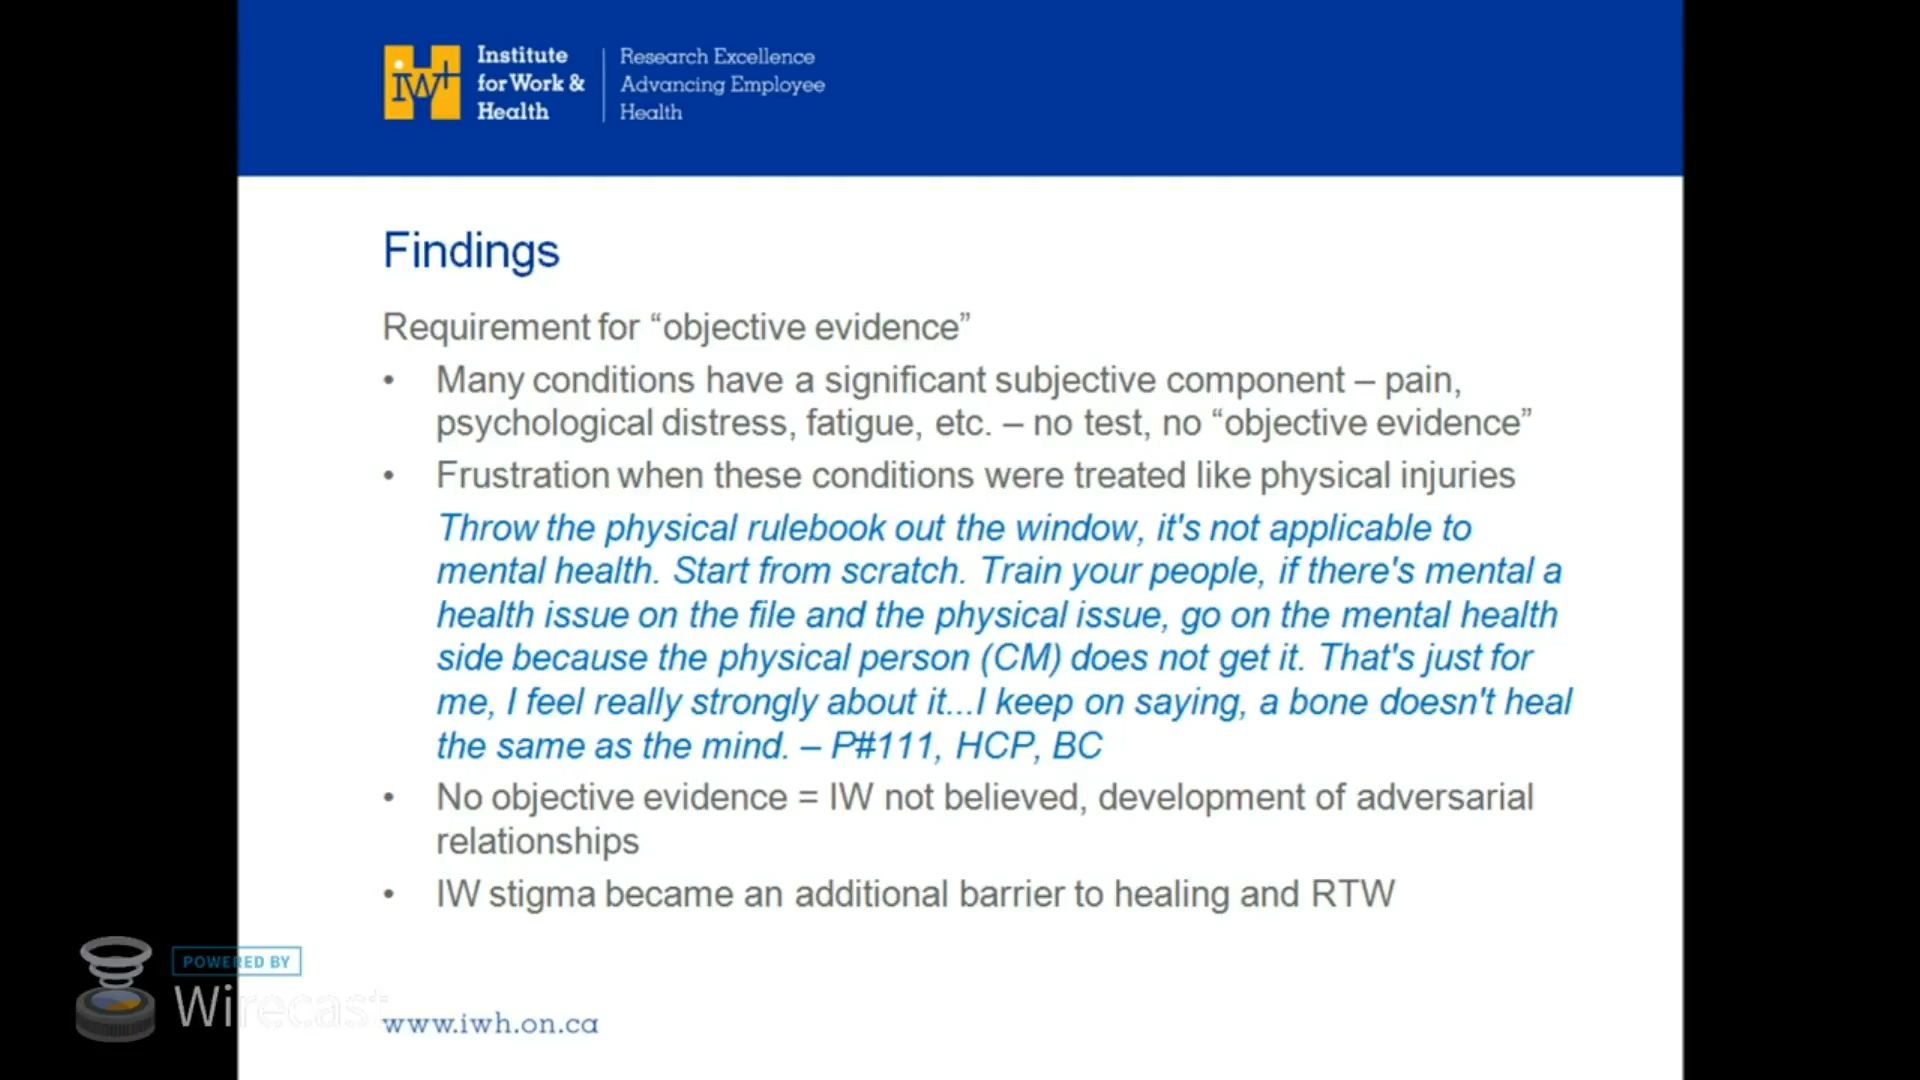 iw+
Institute
for Work &
Health
Research Excellence
Advancing Employee
Health
Findings
Requirement for “objective evidence”
• Many conditions have a significant subjective component – pain,
psychological distress, fatigue, etc. – no test, no “objective evidence”
• Frustration when these conditions were treated like physical injuries
Throw the physical rulebook out the window, it's not applicable to
mental health. Start from scratch. Train your people, if there's mental a
health issue on the file and the physical issue, go on the mental health
side because the physical person (CM) does not get it. That's just for
me, I feel really strongly about it...I keep on saying, a bone doesn't heal
the same as the mind. – P#111, HCP, BC
• No objective evidence = IW not believed, development of adversarial
relationships
• IW stigma became an additional barrier to healing and RTW
POWERED BY
Wirecast
www.iwh.on.ca